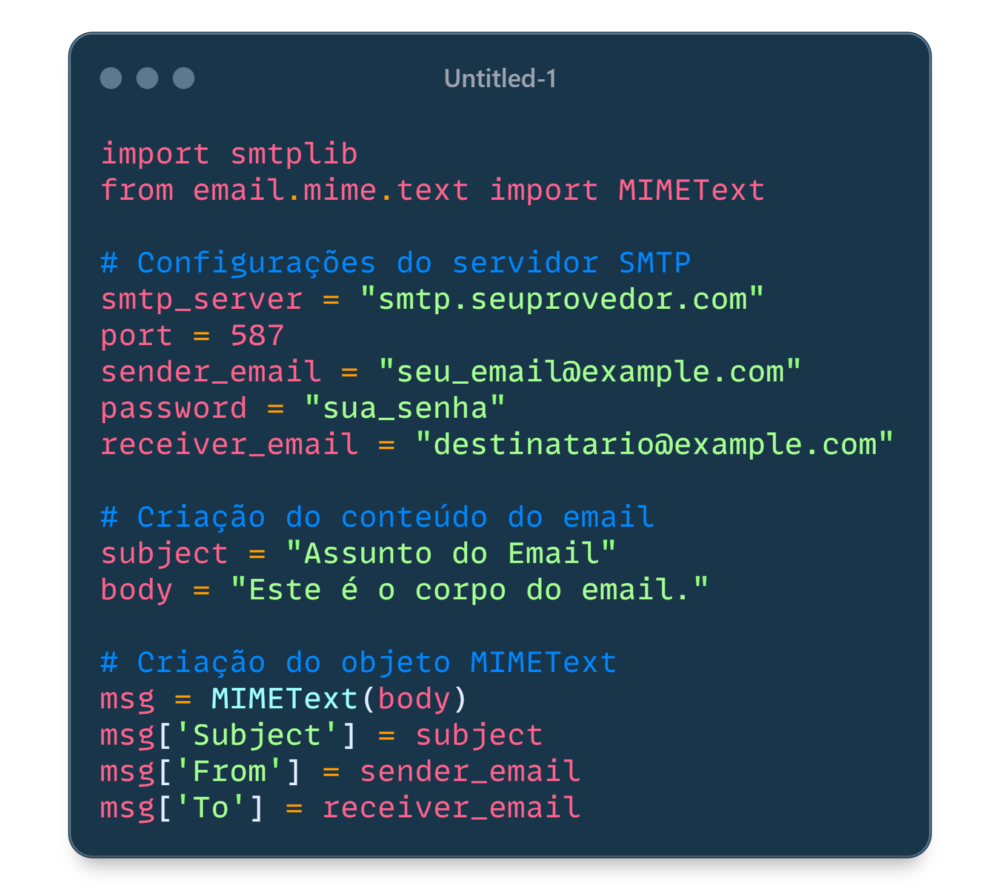 Untitled-1
import smtplib
from email.mime.text import MIMEText
# Configurações do servidor SMTP
smtp_server = "smtp.seuprovedor.com"
port = 587
sender_email = "seu_email@example.com"
password = "sua_senha"
receiver_email = "destinatario@example.com"
# Criação do conteúdo do email
subject = "Assunto do Email"
body = "Este é o corpo do email."
# Criação do objeto MIMEText
msg = MIMEText(body)
msg['Subject'] = subject
msg['From'] = sender_email
msg['To'] = receiver_email